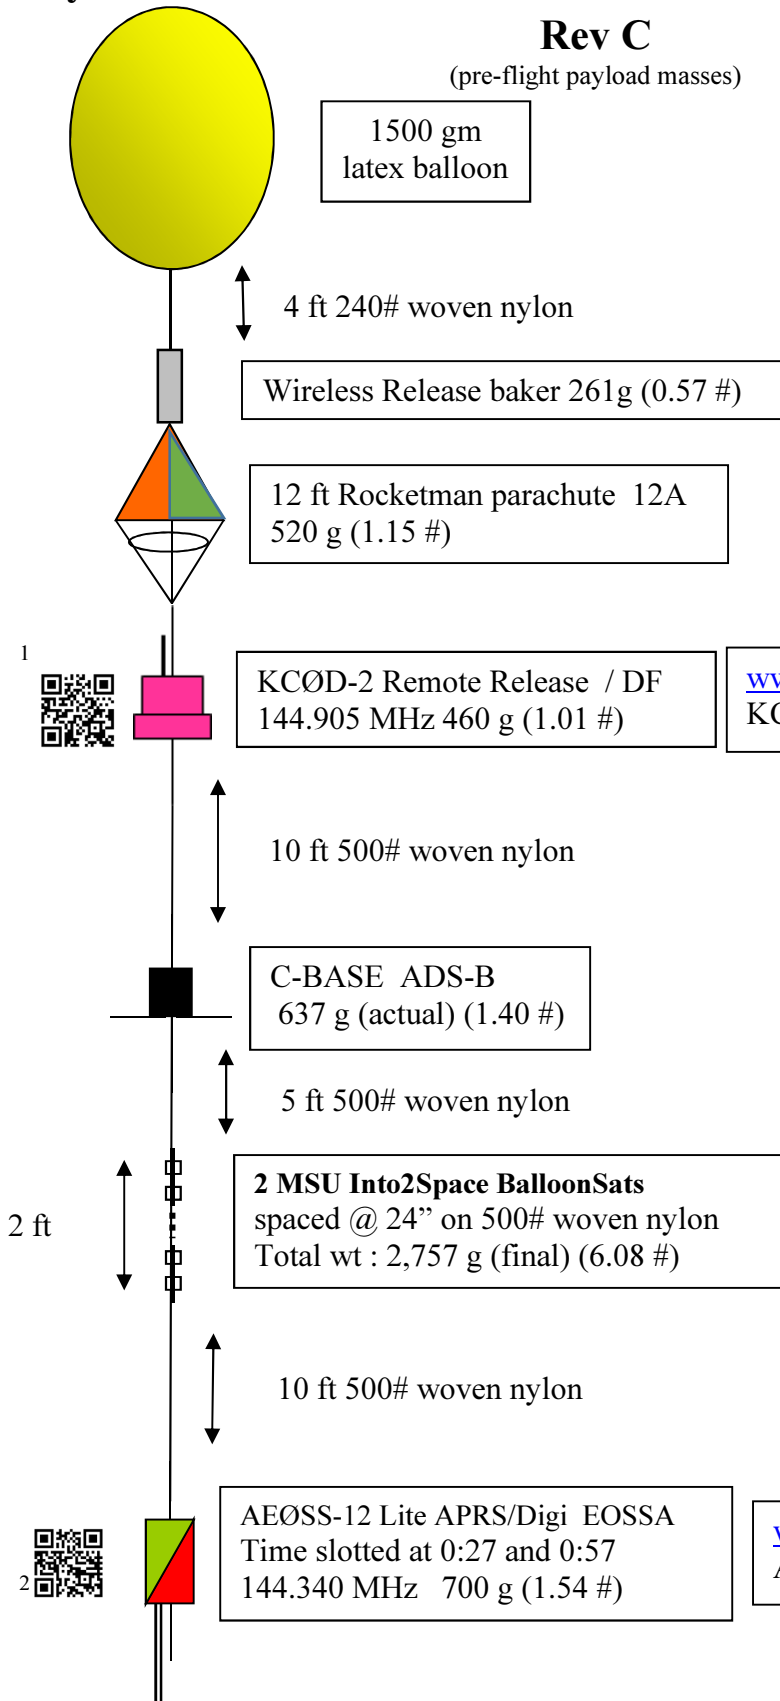 Rev C
(pre-flight payload masses)
1500 gm
latex balloon
4 ft 240# woven nylon
Wireless Release baker 261g (0.57 #)
12 ft Rocketman parachute 12A
520 g (1.15 #)
1
KCØD-2 Remote Release / DF
144.905 MHz 460 g (1.01 #)
10 ft 500# woven nylon
C-BASE ADS-B
637 g (actual) (1.40 #)
5 ft 500# woven nylon
2 ft
2 MSU Into2Space BalloonSats
spaced @ 24” on 500# woven nylon
Total wt : 2,757 g (final) (6.08 #)
10 ft 500# woven nylon
2
AEØSS-12 Lite APRS/Digi EOSSA
Time slotted at 0:27 and 0:57
144.340 MHz 700 g (1.54 #)